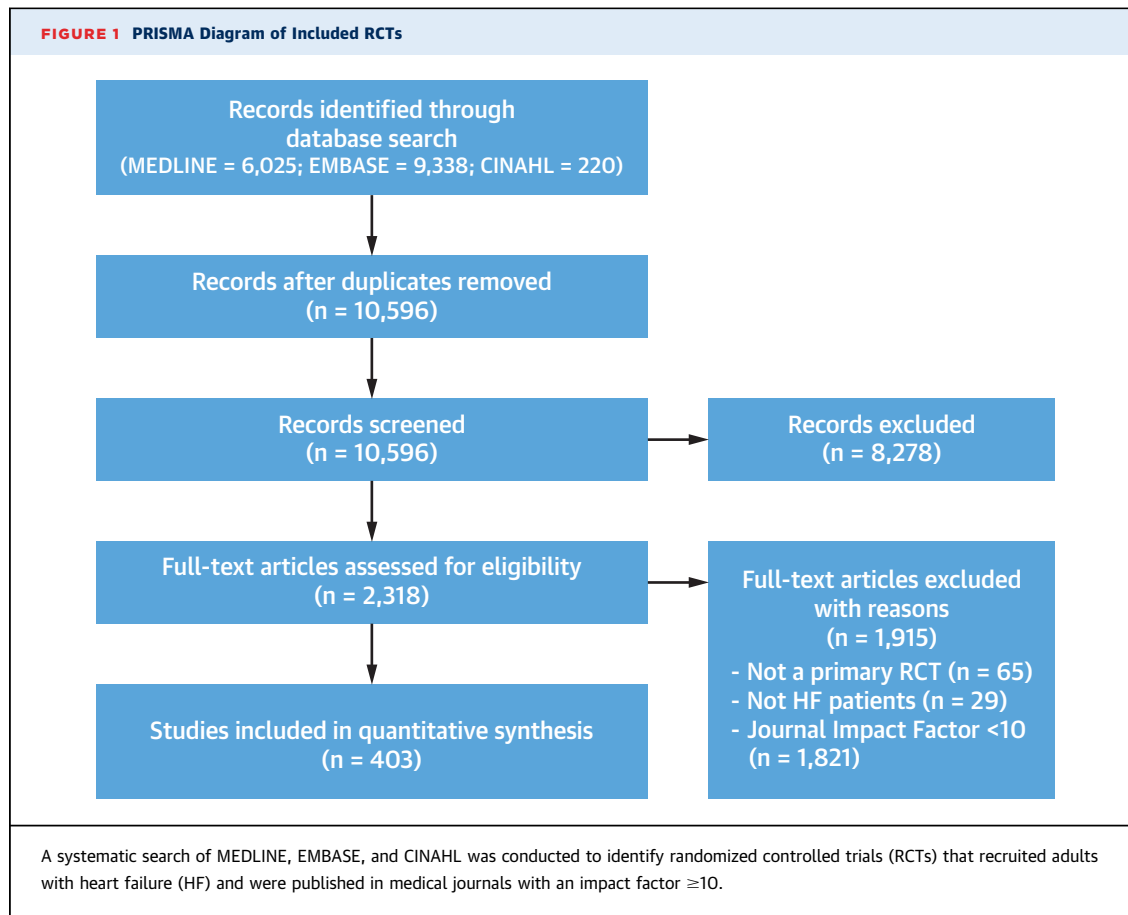 FIGURE 1 PRISMA Diagram of Included RCTs
Records identified through
database search
(MEDLINE = 6,025; EMBASE = 9,338; CINAHL = 220)
Records after duplicates removed
(n = 10,596)
Records screened
(n = 10,596)
Records excluded
(n = 8,278)
Full-text articles assessed for eligibility
(n = 2,318)
Full-text articles excluded
with reasons
(n = 1,915)
- Not a primary RCT (n = 65)
- Not HF patients (n = 29)
- Journal Impact Factor <10
(n = 1,821)
Studies included in quantitative synthesis
(n = 403)
A systematic search of MEDLINE, EMBASE, and CINAHL was conducted to identify randomized controlled trials (RCTs) that recruited adults
with heart failure (HF) and were published in medical journals with an impact factor ≥10.